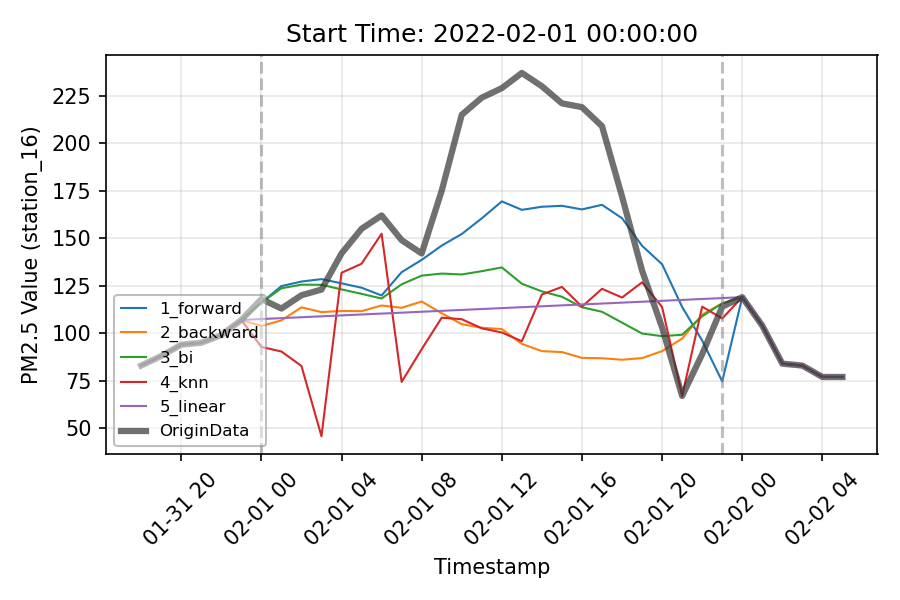 Start Time: 2022-02-01 00:00:00
PM2.5 Value (station_16)
225
200
175
150
125
100
75
50
1_forward
2_backward
3_bi
4_knn
5_linear
OriginData
01-31 20
02-01 00
02-01 04
02-01 08
02-01 12
02-01 16
02-01 20
02-02 00
02-02 04
Timestamp